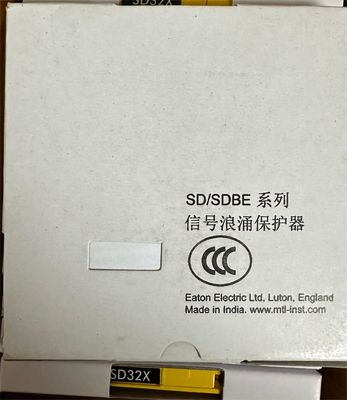 SD32X
SD/SDBE 系列
信号浪涌保护器
CCC
Eaton Electric Ltd, Luton, England
Made in India. www.mtl-inst.com
SD32X